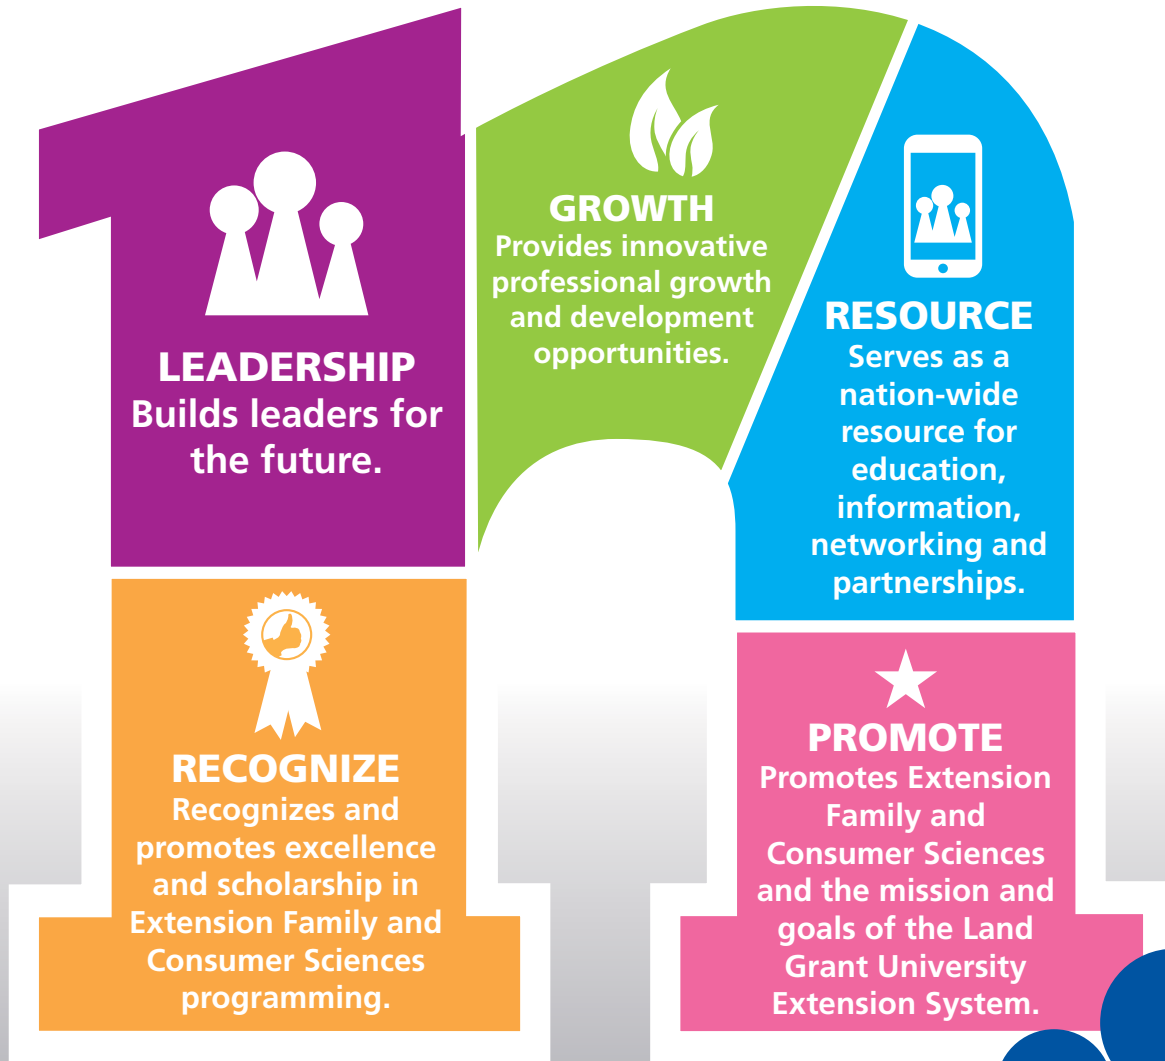 LEADERSHIP
Builds leaders for
the future.
GROWTH
Provides innovative
professional growth
and development
opportunities.
RESOURCE
Serves as a
nation-wide
resource for
education,
information,
networking and
partnerships.
RECOGNIZE
Recognizes and
promotes excellence
and scholarship in
Extension Family and
Consumer Sciences
programming.
PROMOTE
Promotes Extension
Family and
Consumer Sciences
and the mission and
goals of the Land
Grant University
Extension System.